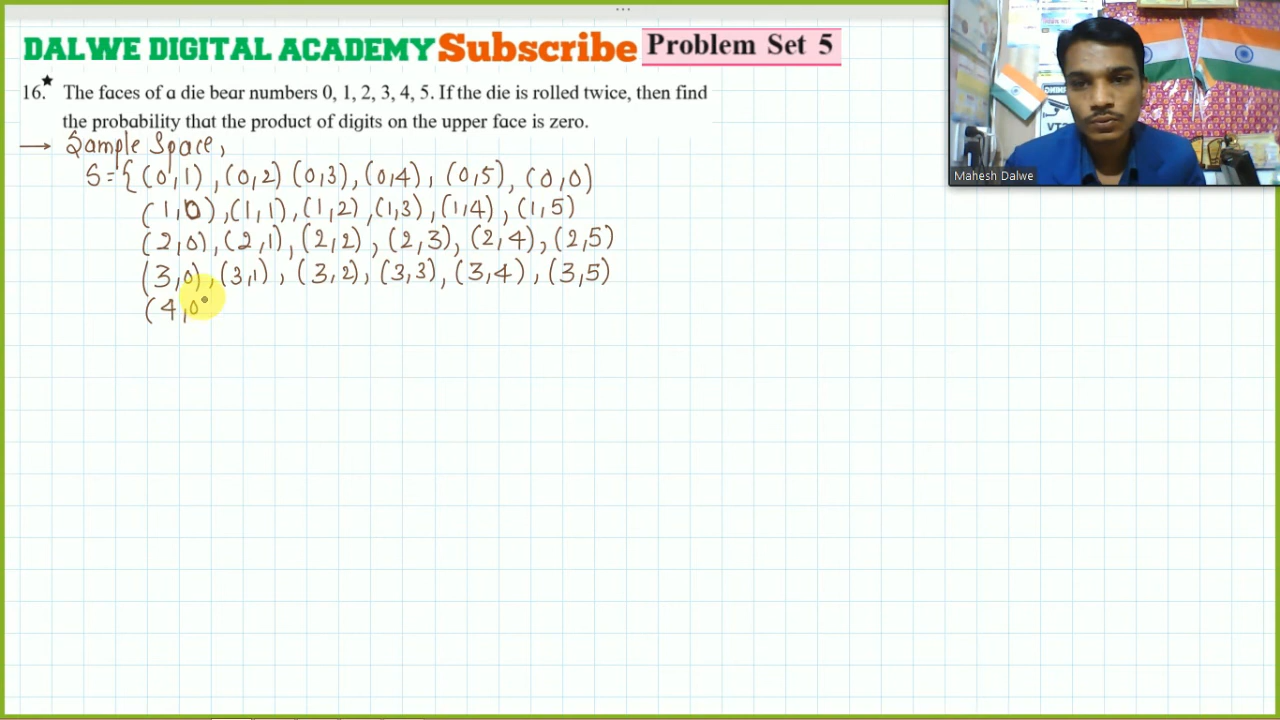 DALWE DIGITAL ACADEMY Subscribe Problem Set 5
16.★ The faces of a die bear numbers 0, 1, 2, 3, 4, 5. If the die is rolled twice, then find
the probability that the product of digits on the upper face is zero.
→ Sample Space,
S = { (0,1), (0,2) (0,3), (0,4), (0,5), (0,0)
(1,0), (1,1), (1,2), (1,3), (1,4), (1,5)
(2,0), (2,1), (2,2), (2,3), (2,4), (2,5)
(3,0), (3,1), (3,2), (3,3), (3,4), (3,5)
(4,0
Mahesh Dalwe